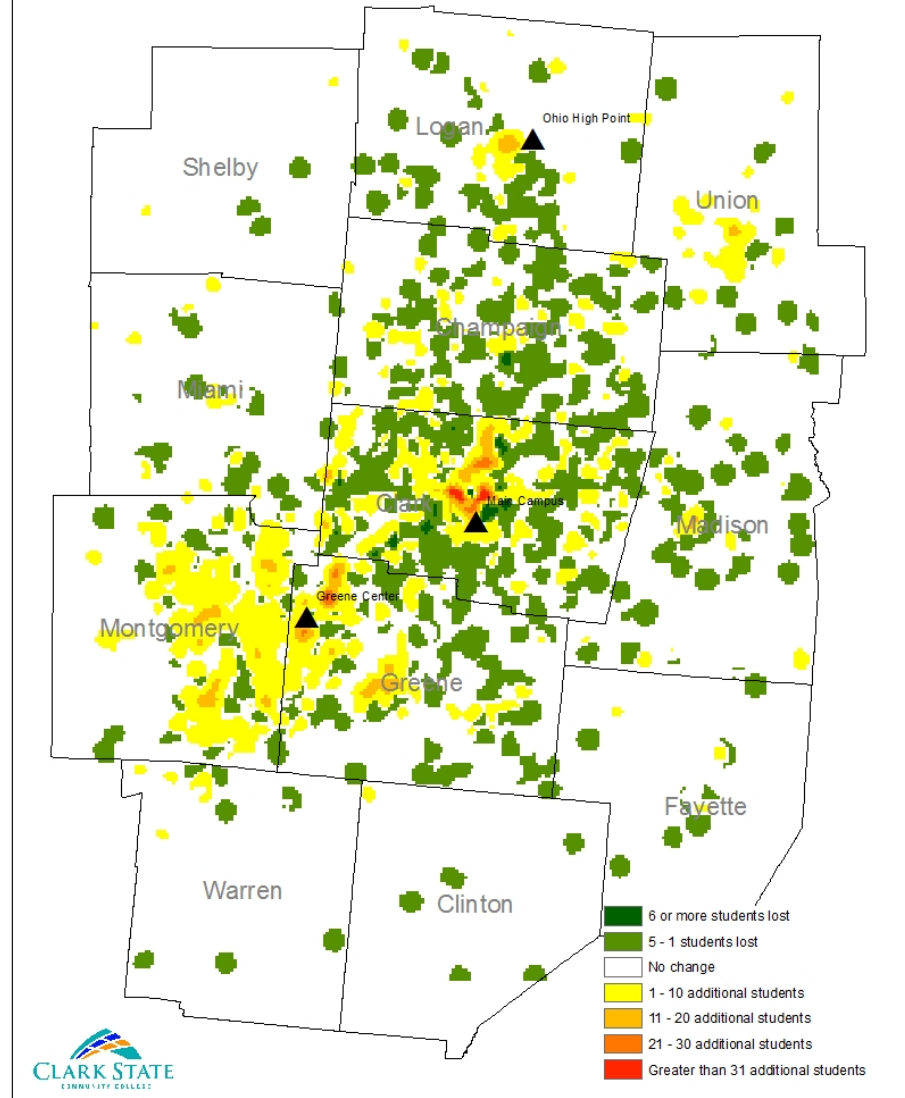 Ohio High Point
Logan
Shelby
Union
Champaign
Miami
Clark
Main Campus
Madison
Greene Center
Montgomery
Greene
Fayette
Warren
Clinton
6 or more students lost
5 - 1 students lost
No change
1 - 10 additional students
11 - 20 additional students
21 - 30 additional students
Greater than 31 additional students
CLARK STATE
COMMUNITY COLLEGE